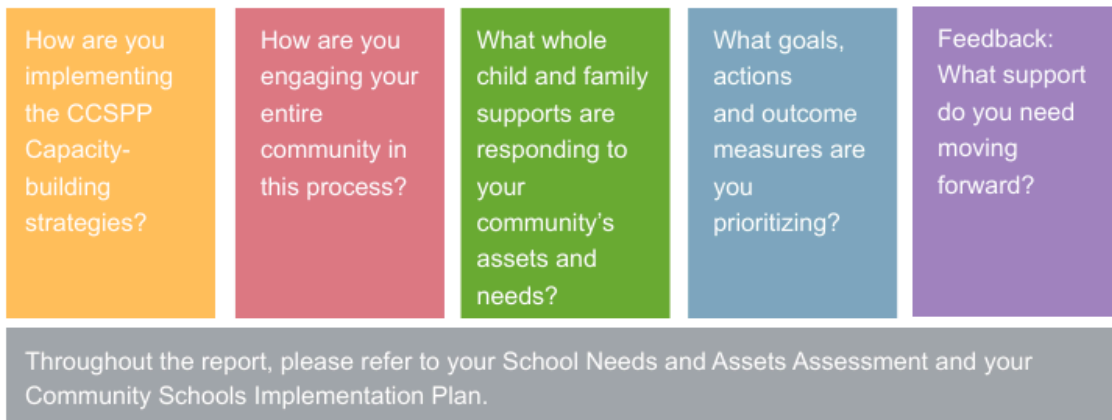 How are you
implementing
the CCSPP
Capacity-
building
strategies?
How are you
engaging your
entire
community in
this process?
What whole
child and family
supports are
responding to
your
community's
assets and
needs?
What goals,
actions
and outcome
measures are
you
prioritizing?
Feedback:
What support
do you need
moving
forward?
Throughout the report, please refer to your School Needs and Assets Assessment and your
Community Schools Implementation Plan.